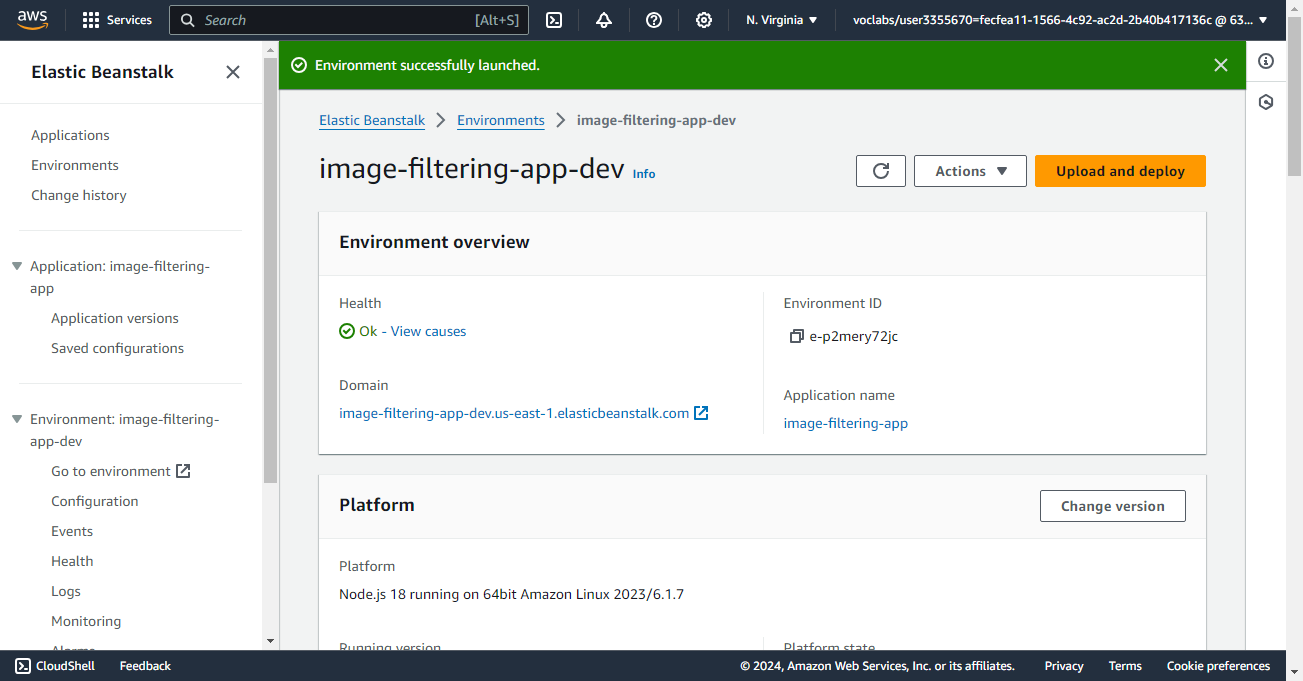 aws Services Search [Alt+S] N. Virginia voclabs/user3355670=fecfea11-1566-4c92-ac2d-2b40b417136c @ 63...
Elastic Beanstalk
Applications
Environments
Change history
Application: image-filtering-
app
Application versions
Saved configurations
Environment: image-filtering-
app-dev
Go to environment
Configuration
Events
Health
Logs
Monitoring
Alarms
Environment successfully launched.
Elastic Beanstalk Environments image-filtering-app-dev
image-filtering-app-dev Info
Actions Upload and deploy
Environment overview
Health
Ok - View causes
Domain
image-filtering-app-dev.us-east-1.elasticbeanstalk.com
Environment ID
e-p2mery72jc
Application name
image-filtering-app
Platform
Change version
Platform
Node.js 18 running on 64bit Amazon Linux 2023/6.1.7
Running version
Platform state
CloudShell Feedback © 2024, Amazon Web Services, Inc. or its affiliates. Privacy Terms Cookie preferences